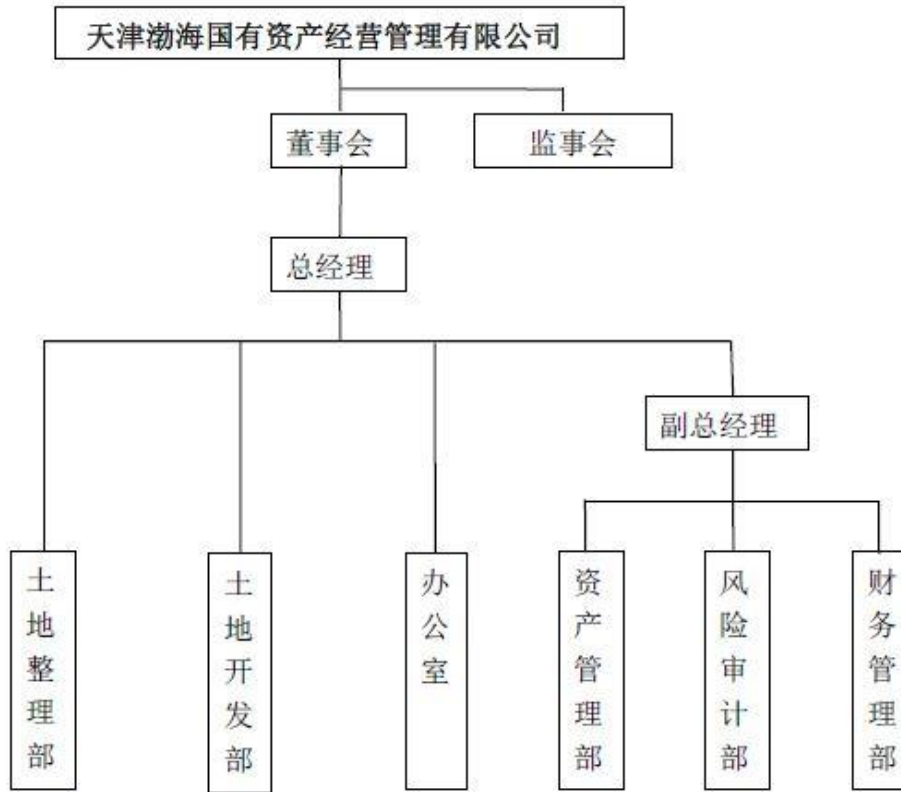 天津渤海国有资产经营管理有限公司
董事会
监事会
总经理
副总经理
土地整理部
土地开发部
办公室
资产管理部
风险审计部
财务管理部